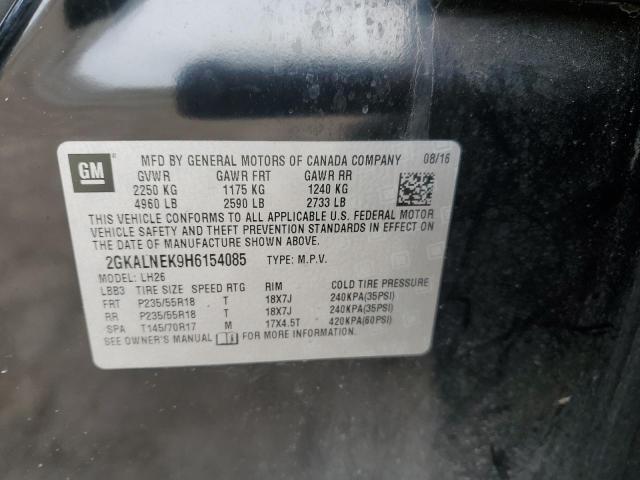 GM ® MFD BY GENERAL MOTORS OF CANADA COMPANY 08/16
GVWR GAWR FRT GAWR RR
2250 KG 1175 KG 1240 KG
4960 LB 2590 LB 2733 LB
THIS VEHICLE CONFORMS TO ALL APPLICABLE U.S. FEDERAL MOTOR
VEHICLE SAFETY AND THEFT PREVENTION STANDARDS IN EFFECT ON
THE DATE OF MANUFACTURE SHOWN ABOVE.
2GKALNEK9H6154085 TYPE: M.P.V.
MODEL: LH26
LBB3 TIRE SIZE SPEED RTG RIM COLD TIRE PRESSURE
FRT P235/55R18 T 18X7J 240KPA(35PSI)
RR P235/55R18 T 18X7J 240KPA(35PSI)
SPA T145/70R17 M 17X4.5T 420KPA(60PSI)
SEE OWNER'S MANUAL FOR MORE INFORMATION.